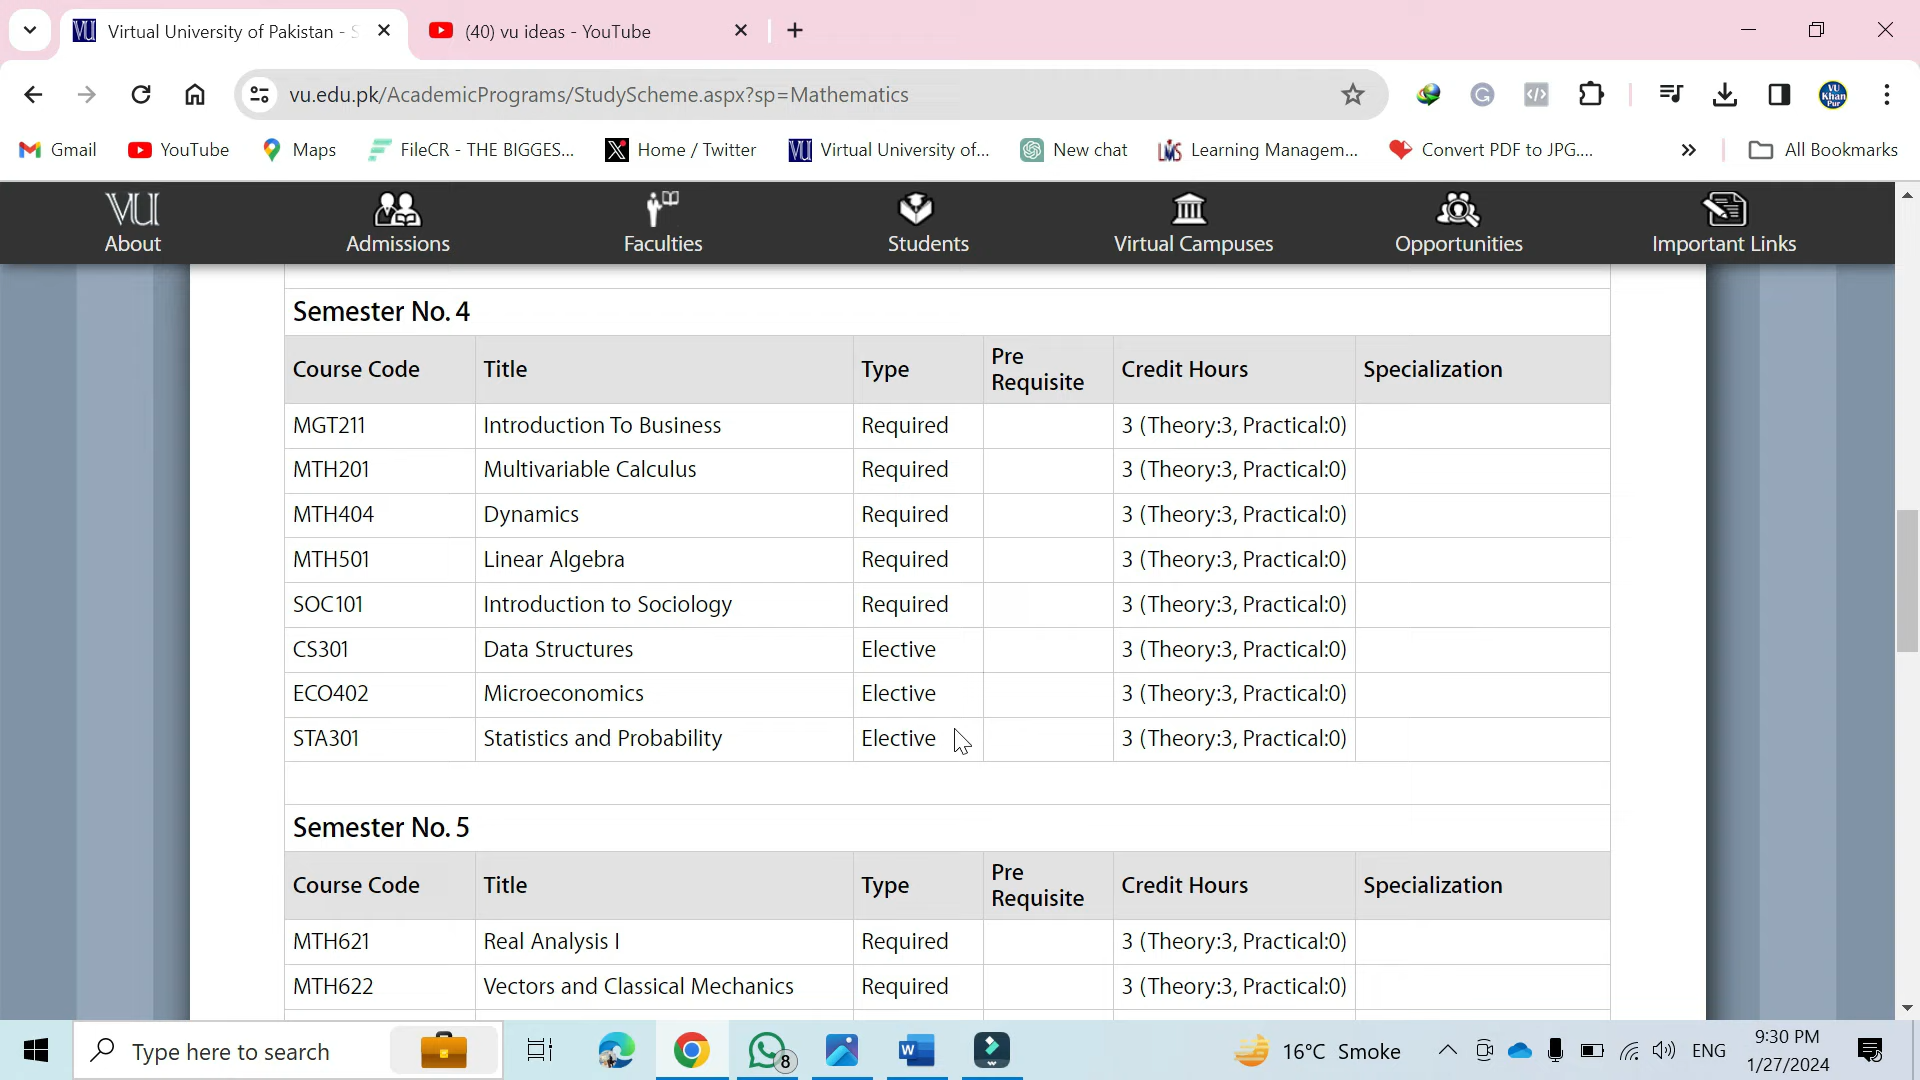 Virtual University of Pakistan - S
(40) vu ideas - YouTube
vu.edu.pk/AcademicPrograms/StudyScheme.aspx?sp=Mathematics
VU Khan Pur
Gmail
YouTube
Maps
FileCR - THE BIGGES...
Home / Twitter
Virtual University of...
New chat
Learning Managem...
Convert PDF to JPG....
»
All Bookmarks
VU
About
Admissions
Faculties
Students
Virtual Campuses
Opportunities
Important Links
Semester No. 4
Course Code Title Type Pre Requisite Credit Hours Specialization
MGT211 Introduction To Business Required 3 (Theory:3, Practical:0)
MTH201 Multivariable Calculus Required 3 (Theory:3, Practical:0)
MTH404 Dynamics Required 3 (Theory:3, Practical:0)
MTH501 Linear Algebra Required 3 (Theory:3, Practical:0)
SOC101 Introduction to Sociology Required 3 (Theory:3, Practical:0)
CS301 Data Structures Elective 3 (Theory:3, Practical:0)
ECO402 Microeconomics Elective 3 (Theory:3, Practical:0)
STA301 Statistics and Probability Elective 3 (Theory:3, Practical:0)
Semester No. 5
Course Code Title Type Pre Requisite Credit Hours Specialization
MTH621 Real Analysis I Required 3 (Theory:3, Practical:0)
MTH622 Vectors and Classical Mechanics Required 3 (Theory:3, Practical:0)
Type here to search
8
16°C Smoke
ENG
9:30 PM
1/27/2024